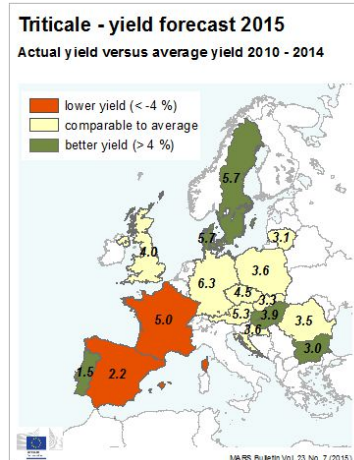 Triticale - yield forecast 2015
Actual yield versus average yield 2010 - 2014
lower yield (< -4 %)
comparable to average
better yield (> 4 %)
5.7
5.7
3.1
4.0
6.3
3.6
4.5
3.3
5.0
5.3
3.9
3.6
3.5
3.0
1.5
2.2
MARS Bulletin Vol. 23 No. 7 (2015)